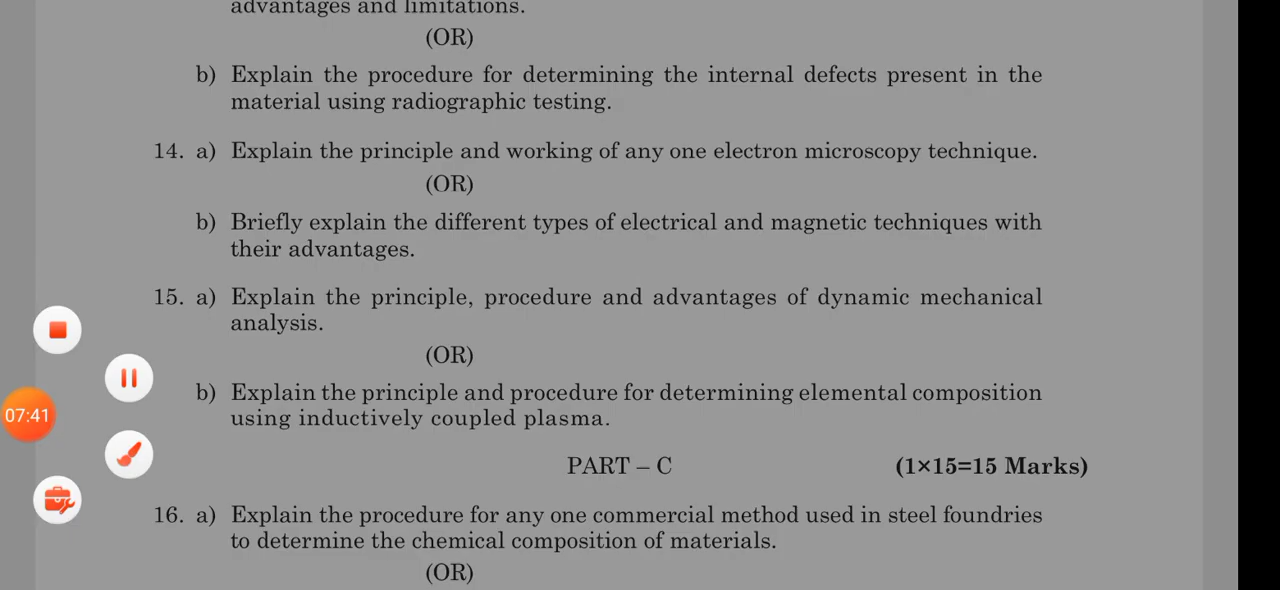 advantages and limitations.
(OR)
b) Explain the procedure for determining the internal defects present in the
material using radiographic testing.
14. a) Explain the principle and working of any one electron microscopy technique.
(OR)
b) Briefly explain the different types of electrical and magnetic techniques with
their advantages.
15. a) Explain the principle, procedure and advantages of dynamic mechanical
analysis.
(OR)
b) Explain the principle and procedure for determining elemental composition
using inductively coupled plasma.
07:41
PART – C (1×15=15 Marks)
16. a) Explain the procedure for any one commercial method used in steel foundries
to determine the chemical composition of materials.
(OR)